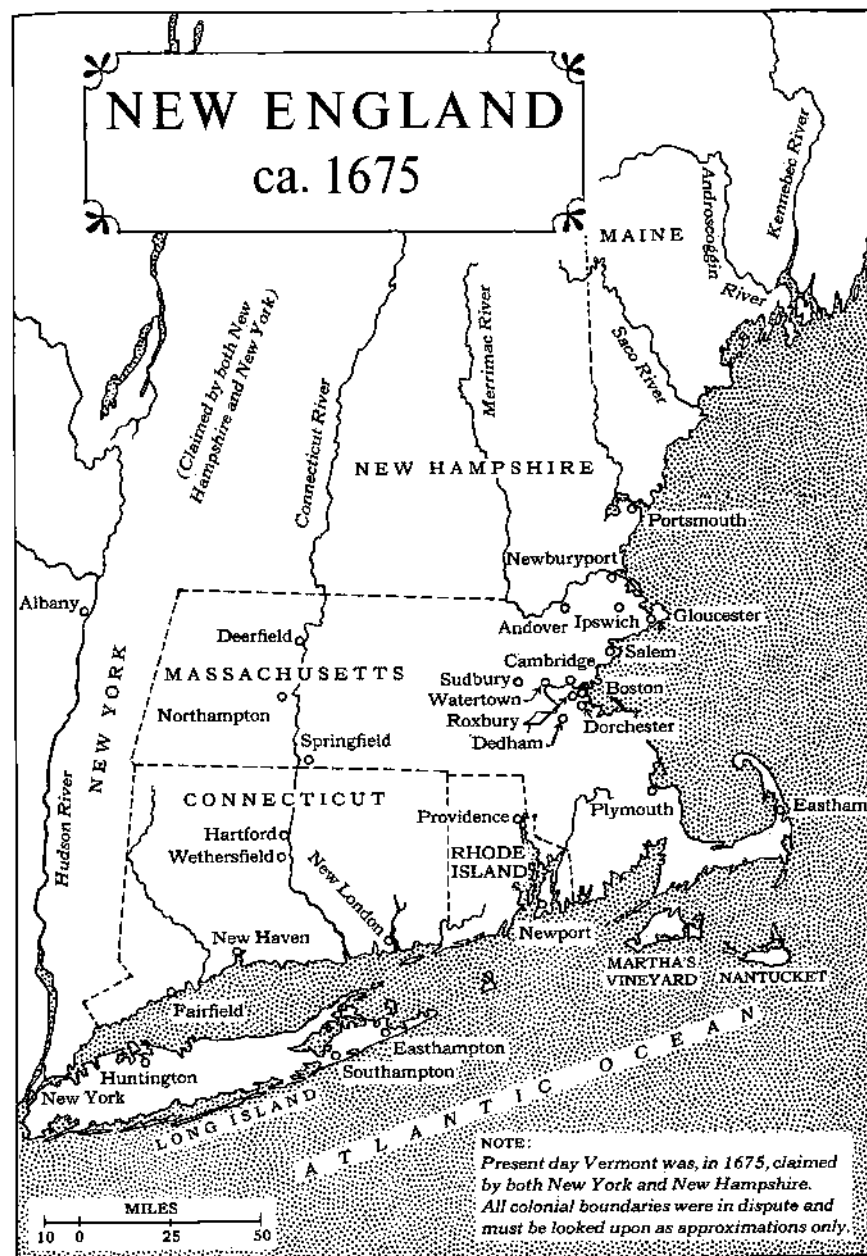 NEW ENGLAND
ca. 1675
MAINE
Androscoggin
River
Kennebec River
Saco River
Merrimac River
(Claimed by both New
Hampshire and New York)
Connecticut River
NEW HAMPSHIRE
Portsmouth
Newburyport
Albany
Andover
Ipswich
Gloucester
Deerfield
Salem
Cambridge
MASSACHUSETTS
Sudbury
Boston
Watertown
Northampton
Roxbury
Dorchester
Dedham
NEW YORK
Springfield
Hudson River
CONNECTICUT
Plymouth
Eastham
Providence
Hartford
Wethersfield
RHODE
ISLAND
New London
New Haven
Newport
MARTHA'S
VINEYARD
NANTUCKET
Fairfield
Easthampton
Southampton
Huntington
New York
LONG ISLAND
ATLANTIC OCEAN
NOTE:
Present day Vermont was, in 1675, claimed
by both New York and New Hampshire.
All colonial boundaries were in dispute and
must be looked upon as approximations only.
MILES
10 0 25 50